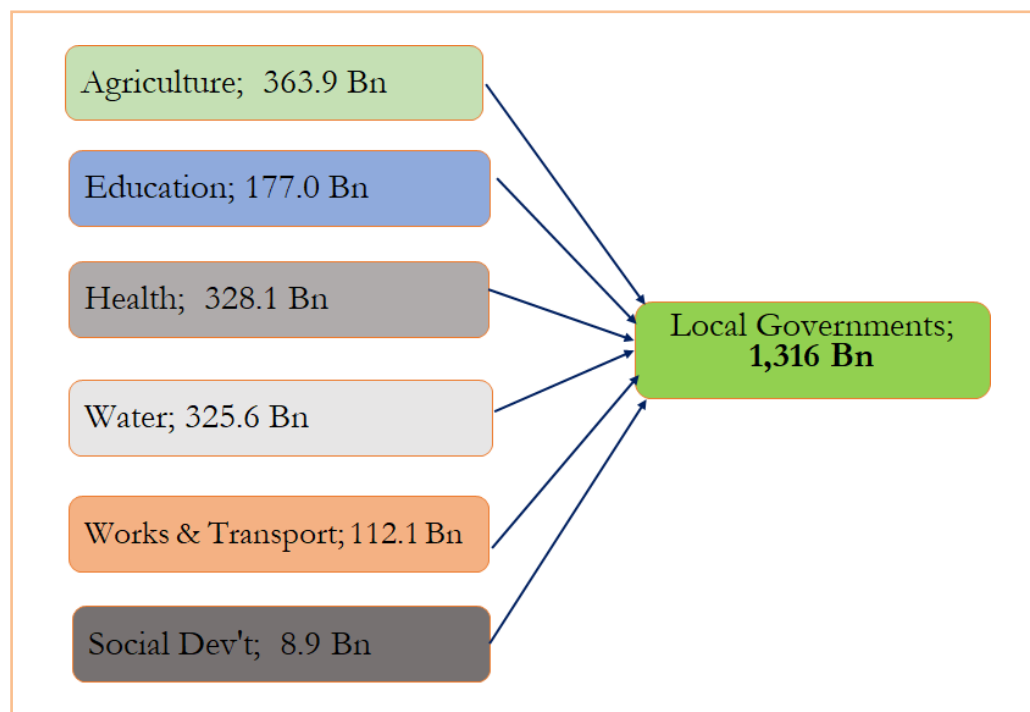 Agriculture; 363.9 Bn
Education; 177.0 Bn
Health; 328.1 Bn
Water; 325.6 Bn
Works & Transport; 112.1 Bn
Social Dev't; 8.9 Bn
Local Governments;
1,316 Bn